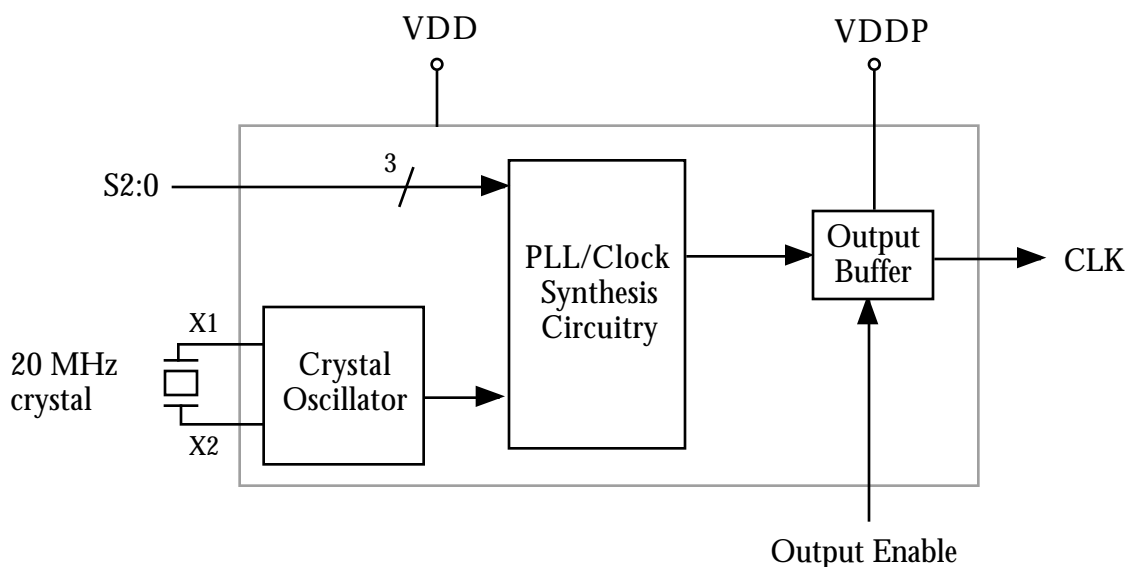 VDD
VDDP
3
S2:0
PLL/Clock
Synthesis
Circuitry
Output
Buffer
CLK
X1
20 MHz
crystal
Crystal
Oscillator
X2
Output Enable